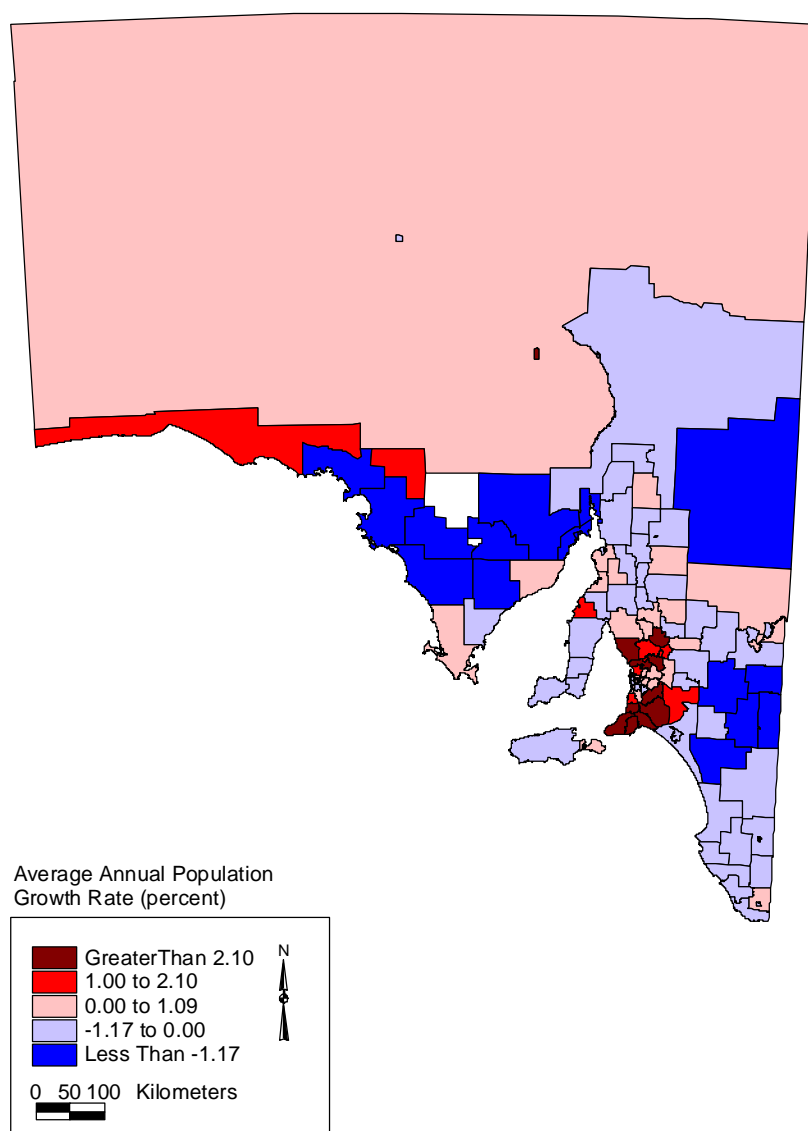 Average Annual Population
Growth Rate (percent)
GreaterThan 2.10
1.00 to 2.10
0.00 to 1.09
-1.17 to 0.00
Less Than -1.17
N
0 50 100 Kilometers